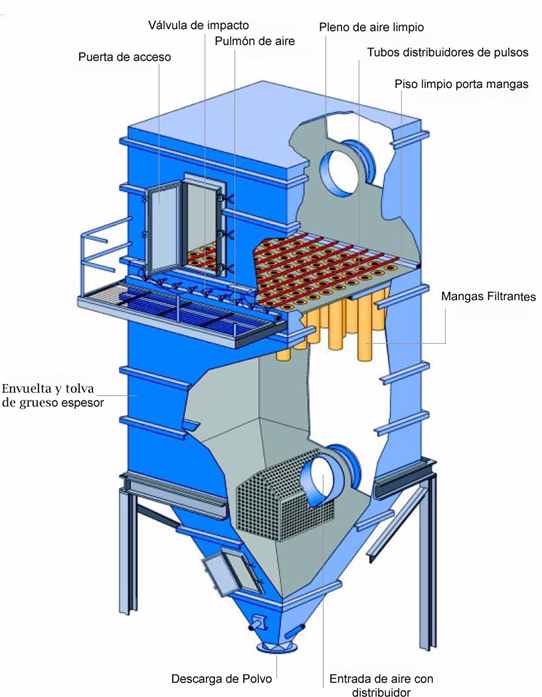 Válvula de impacto
Pleno de aire limpio
Pulmón de aire
Tubos distribuidores de pulsos
Puerta de acceso
Piso limpio porta mangas
Mangas Filtrantes
Envuelta y tolva
de grueso espesor
Descarga de Polvo
Entrada de aire con
distribuidor